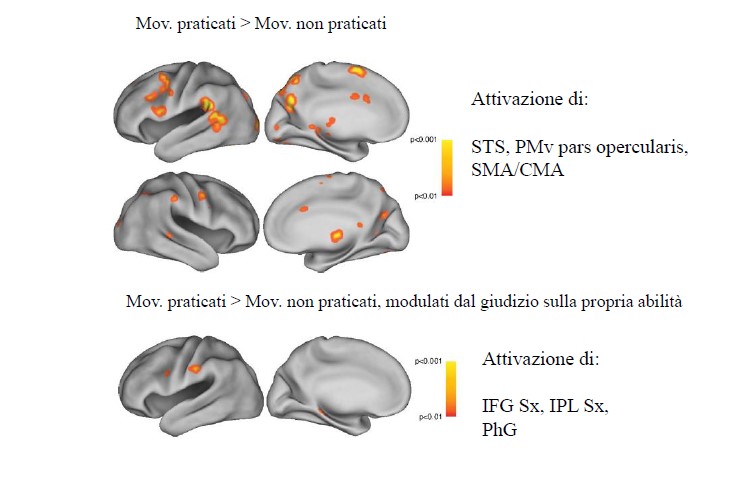 Mov. praticati > Mov. non praticati
Attivazione di:
STS, PMv pars opercularis,
SMA/CMA
p<0.001
p<0.01
Mov. praticati > Mov. non praticati, modulati dal giudizio sulla propria abilità
Attivazione di:
IFG Sx, IPL Sx,
PhG
p<0.001
p<0.01